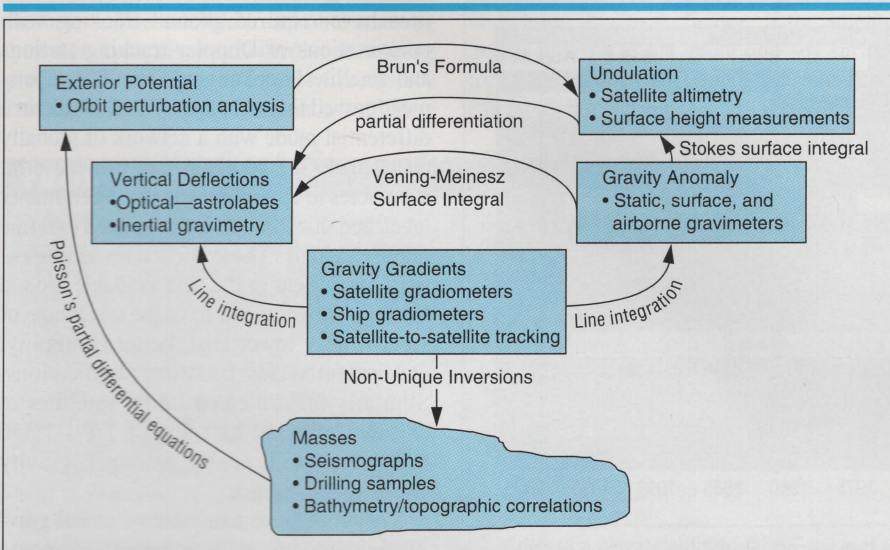 Exterior Potential
• Orbit perturbation analysis
Brun's Formula
Undulation
• Satellite altimetry
• Surface height measurements
partial differentiation
Stokes surface integral
Vertical Deflections
•Optical—astrolabes
•Inertial gravimetry
Vening-Meinesz
Surface Integral
Gravity Anomaly
• Static, surface, and
airborne gravimeters
Line integration
Gravity Gradients
• Satellite gradiometers
• Ship gradiometers
• Satellite-to-satellite tracking
Line integration
Poisson's partial differential equations
Non-Unique Inversions
Masses
• Seismographs
• Drilling samples
• Bathymetry/topographic correlations